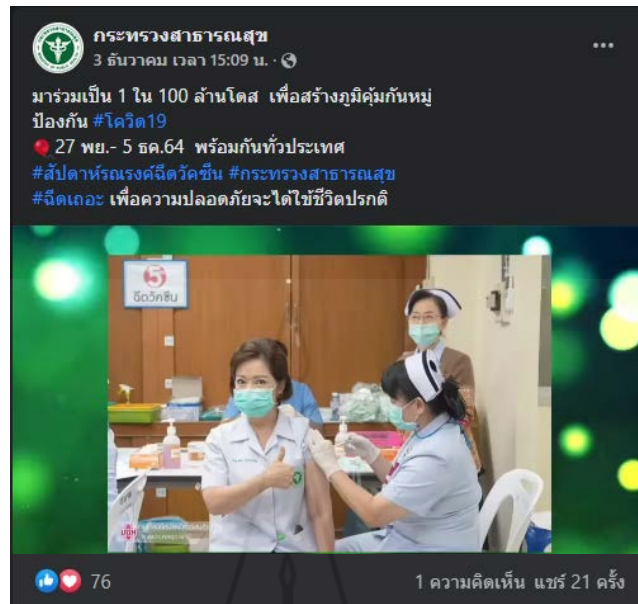 กระทรวงสาธารณสุข
3 ธันวาคม เวลา 15:09 น. ·
มาร่วมเป็น 1 ใน 100 ล้านโดส เพื่อสร้างภูมิคุ้มกันหมู่
ป้องกัน #โควิด19
27 พย.- 5 ธค.64 พร้อมกันทั่วประเทศ
#สัปดาห์รณรงค์ฉีดวัคซีน #กระทรวงสาธารณสุข
#ฉีดเถอะ เพื่อความปลอดภัยจะได้ใช้ชีวิตปรกติ
5
ฉีดวัคซีน
76
1 ความคิดเห็น แชร์ 21 ครั้ง